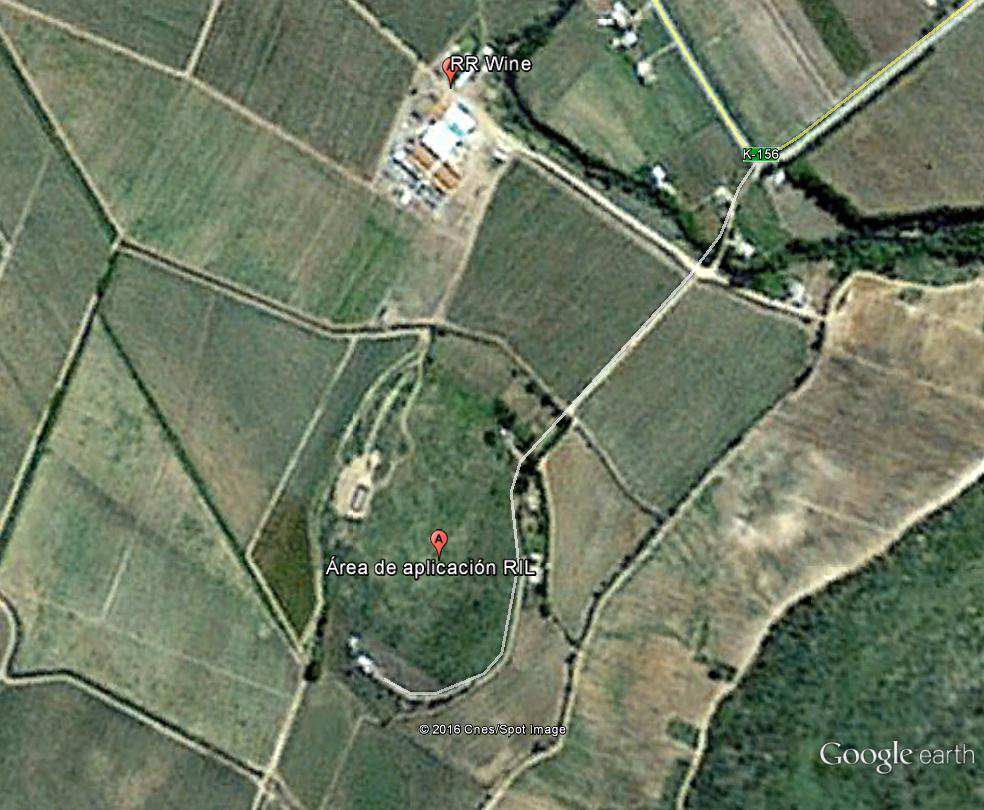 RR Wine
K-156
A
Área de aplicación RIL
© 2016 Cnes/Spot Image
Google earth